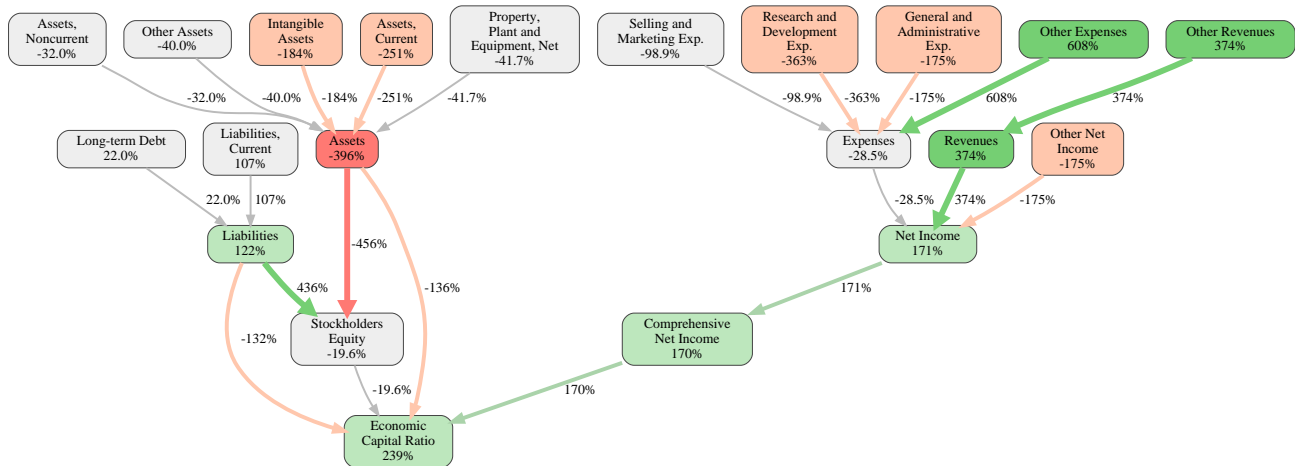 Assets,
Noncurrent
-32.0%
Other Assets
-40.0%
Intangible
Assets
-184%
Assets,
Current
-251%
Property,
Plant and
Equipment, Net
-41.7%
Selling and
Marketing Exp.
-98.9%
Research and
Development
Exp.
-363%
General and
Administrative
Exp.
-175%
Other Expenses
608%
Other Revenues
374%
-32.0%
-40.0%
-184%
-251%
-41.7%
-98.9%
-363%
-175%
608%
374%
Long-term Debt
22.0%
Liabilities,
Current
107%
Assets
-396%
Expenses
-28.5%
Revenues
374%
Other Net
Income
-175%
22.0%
107%
-28.5%
374%
-175%
Liabilities
122%
-456%
Net Income
171%
436%
-136%
171%
-132%
Stockholders
Equity
-19.6%
Comprehensive
Net Income
170%
-19.6%
170%
Economic
Capital Ratio
239%